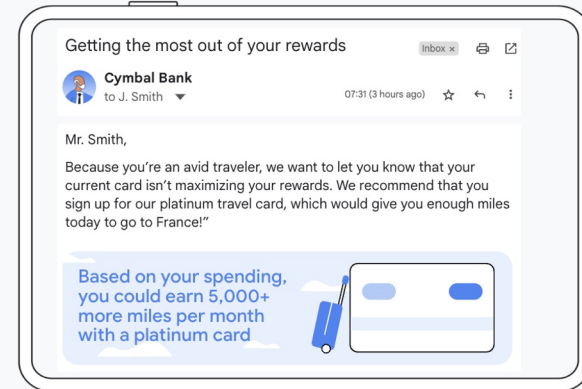 Getting the most out of your rewards
Inbox ×
Cymbal Bank
to J. Smith
07:31 (3 hours ago)
Mr. Smith,
Because you’re an avid traveler, we want to let you know that your
current card isn’t maximizing your rewards. We recommend that you
sign up for our platinum travel card, which would give you enough miles
today to go to France!”
Based on your spending,
you could earn 5,000+
more miles per month
with a platinum card